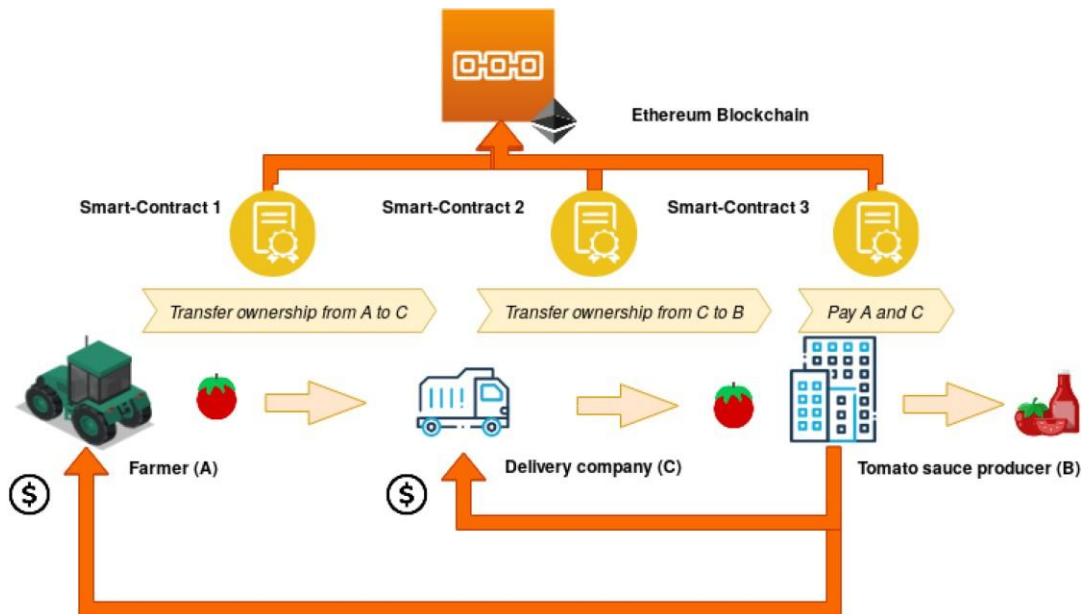 Ethereum Blockchain
Smart-Contract 1
Smart-Contract 2
Smart-Contract 3
Transfer ownership from A to C
Transfer ownership from C to B
Pay A and C
Farmer (A)
Delivery company (C)
Tomato sauce producer (B)
$
$